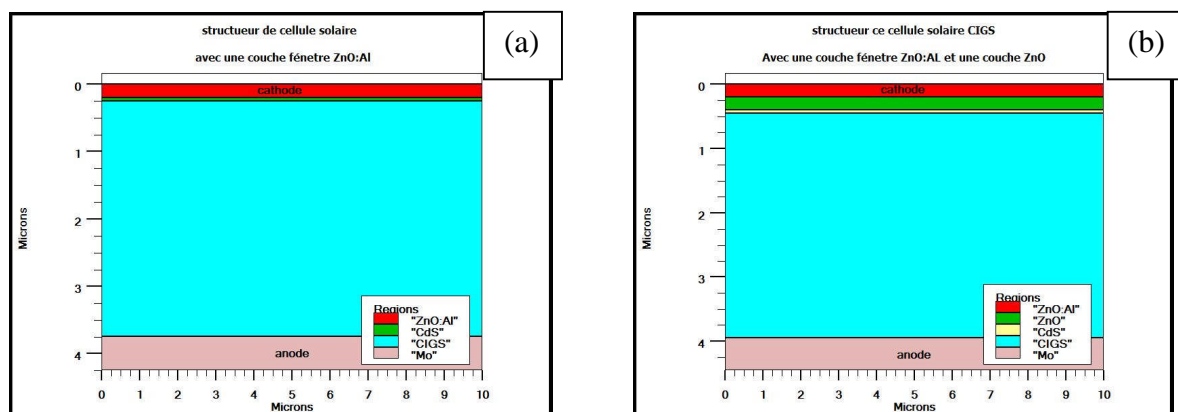 structueur de cellule solaire
avec une couche fénetre ZnO:Al
(a)
0
1
2
3
4
Microns
cathode
anode
Regions
"ZnO:Al"
"CdS"
"CIGS"
"Mo"
0 1 2 3 4 5 6 7 8 9 10
Microns
structueur ce cellule solaire CIGS
Avec une couche fénetre ZnO:AL et une couche ZnO
(b)
0
1
2
3
4
Microns
cathode
anode
Regions
"ZnO:Al"
"ZnO"
"CdS"
"CIGS"
"Mo"
0 1 2 3 4 5 6 7 8 9 10
Microns